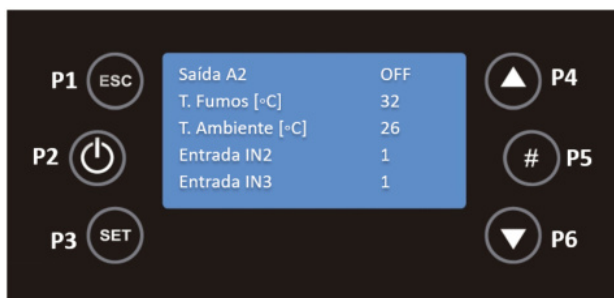 P1 ESC
P2
P3 SET
Saída A2 OFF
T. Fumos [◦C] 32
T. Ambiente [◦C] 26
Entrada IN2 1
Entrada IN3 1
P4
# P5
P6